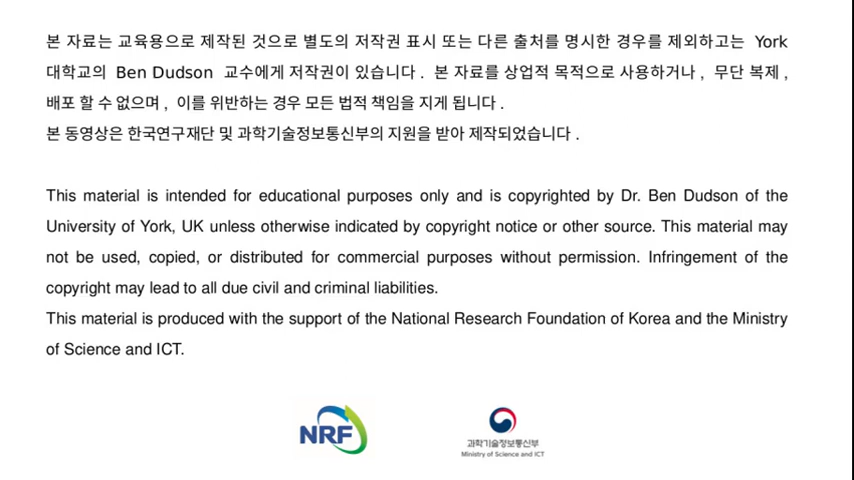 본 자료는 교육용으로 제작된 것으로 별도의 저작권 표시 또는 다른 출처를 명시한 경우를 제외하고는 York
대학교의 Ben Dudson 교수에게 저작권이 있습니다 . 본 자료를 상업적 목적으로 사용하거나 , 무단 복제 ,
배포 할 수 없으며 , 이를 위반하는 경우 모든 법적 책임을 지게 됩니다 .
본 동영상은 한국연구재단 및 과학기술정보통신부의 지원을 받아 제작되었습니다 .
This material is intended for educational purposes only and is copyrighted by Dr. Ben Dudson of the
University of York, UK unless otherwise indicated by copyright notice or other source. This material may
not be used, copied, or distributed for commercial purposes without permission. Infringement of the
copyright may lead to all due civil and criminal liabilities.
This material is produced with the support of the National Research Foundation of Korea and the Ministry
of Science and ICT.
NRF
과학기술정보통신부
Ministry of Science and ICT